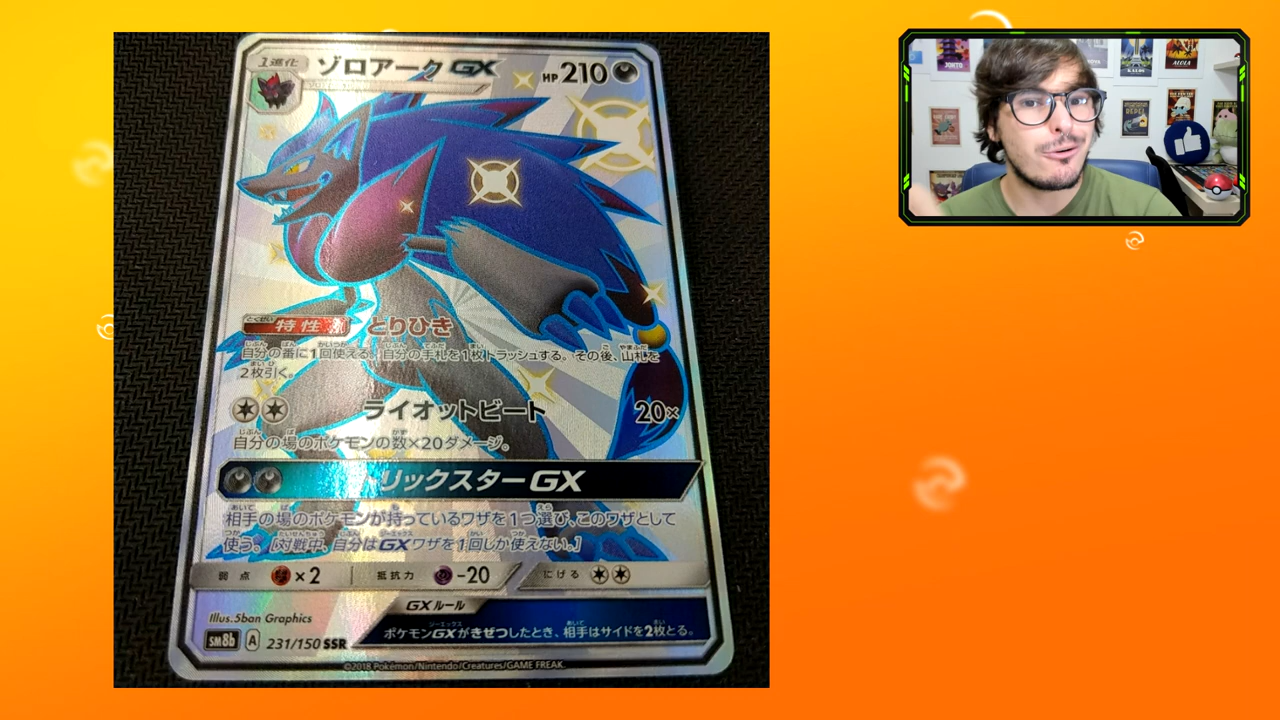 1進化
ゾロアークGX
HP 210
特性
とりひき
自分の番に1回使える。自分の手札を1枚トラッシュする。その後、山札を
2枚引く。
ライオットビート
20×
自分の場のポケモンの数×20ダメージ。
トリックスターGX
相手の場のポケモンが持っているワザを1つ選び、このワザとして
使う。[対戦中、自分はGXワザを1回しか使えない。]
弱点 ×2 抵抗力 -20 にげる
Illus.5ban Graphics
GXルール
ポケモンGXがきぜつしたとき、相手はサイドを2枚とる。
SM8b A 231/150 SSR
©2018 Pokémon/Nintendo/Creatures/GAME FREAK.
JOHTO
KALOS
ALOLA